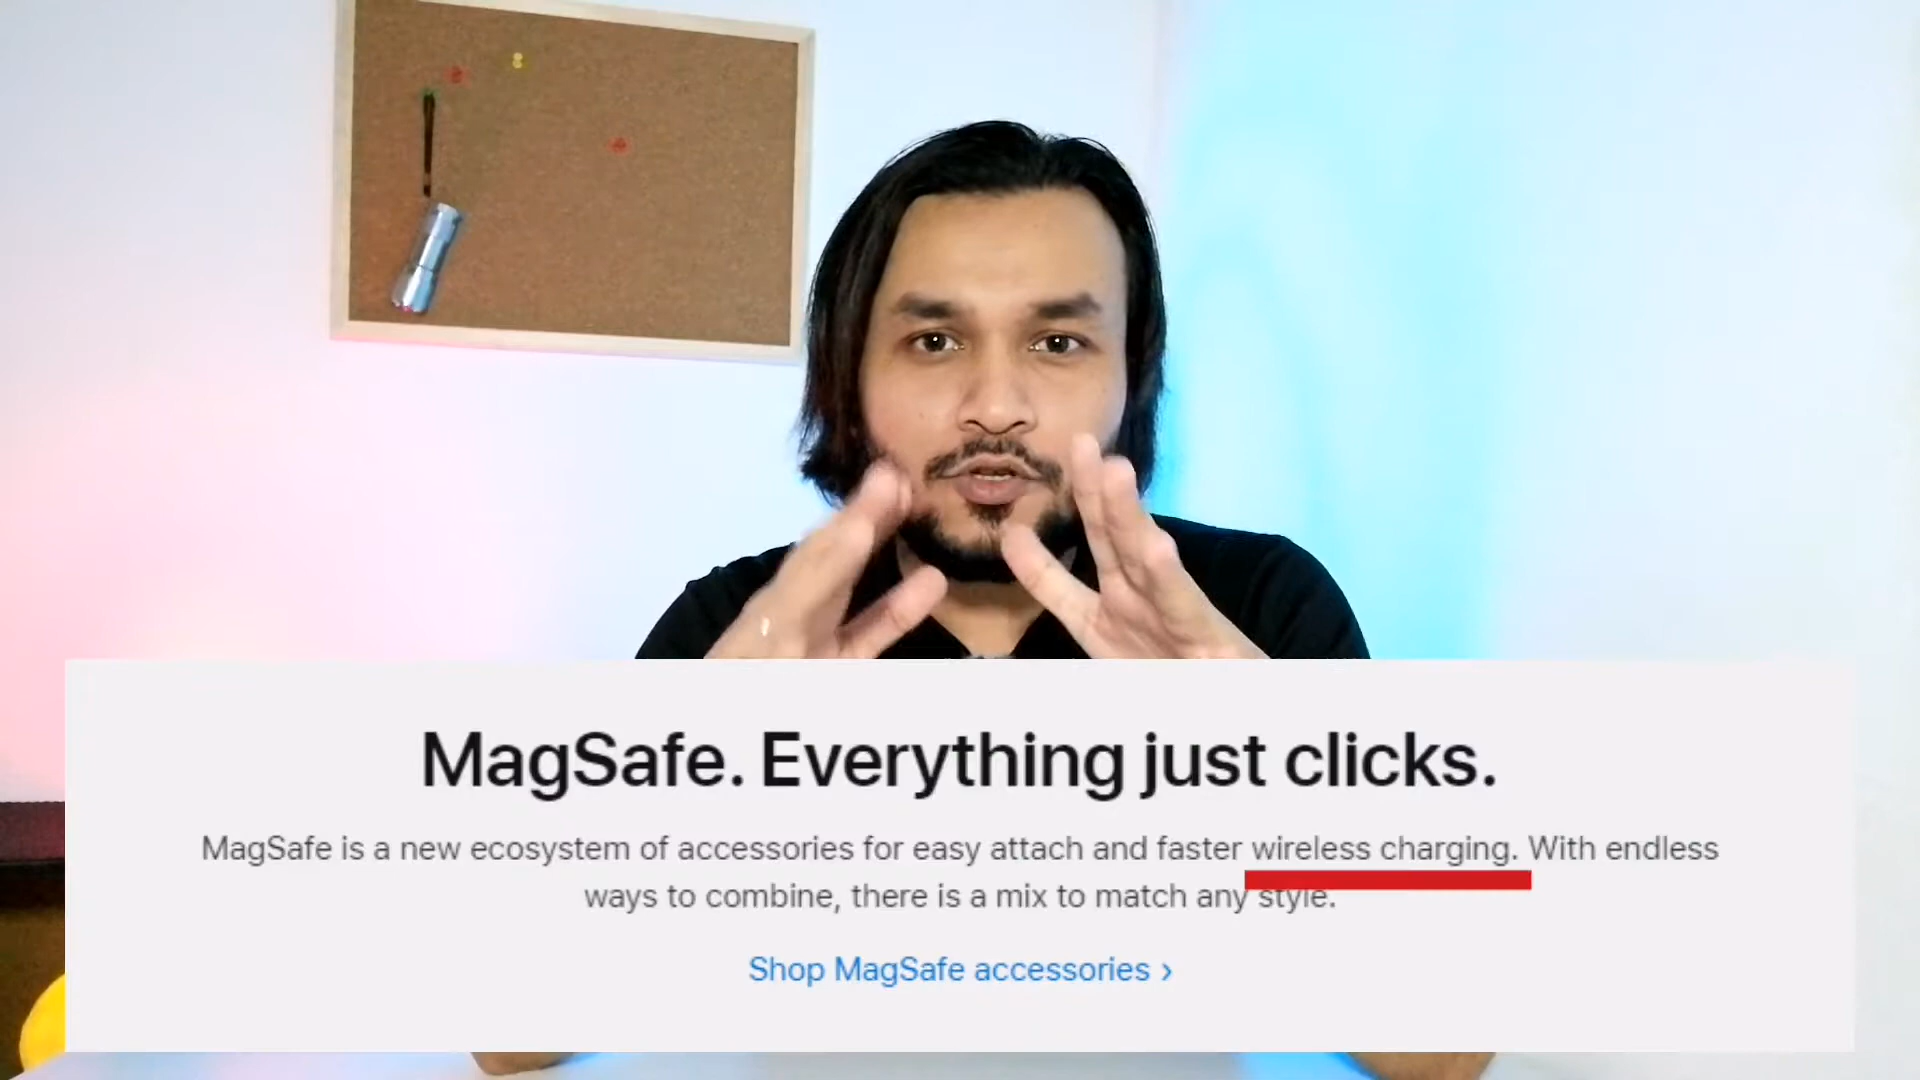 MagSafe. Everything just clicks.
MagSafe is a new ecosystem of accessories for easy attach and faster wireless charging. With endless
ways to combine, there is a mix to match any style.
Shop MagSafe accessories ›